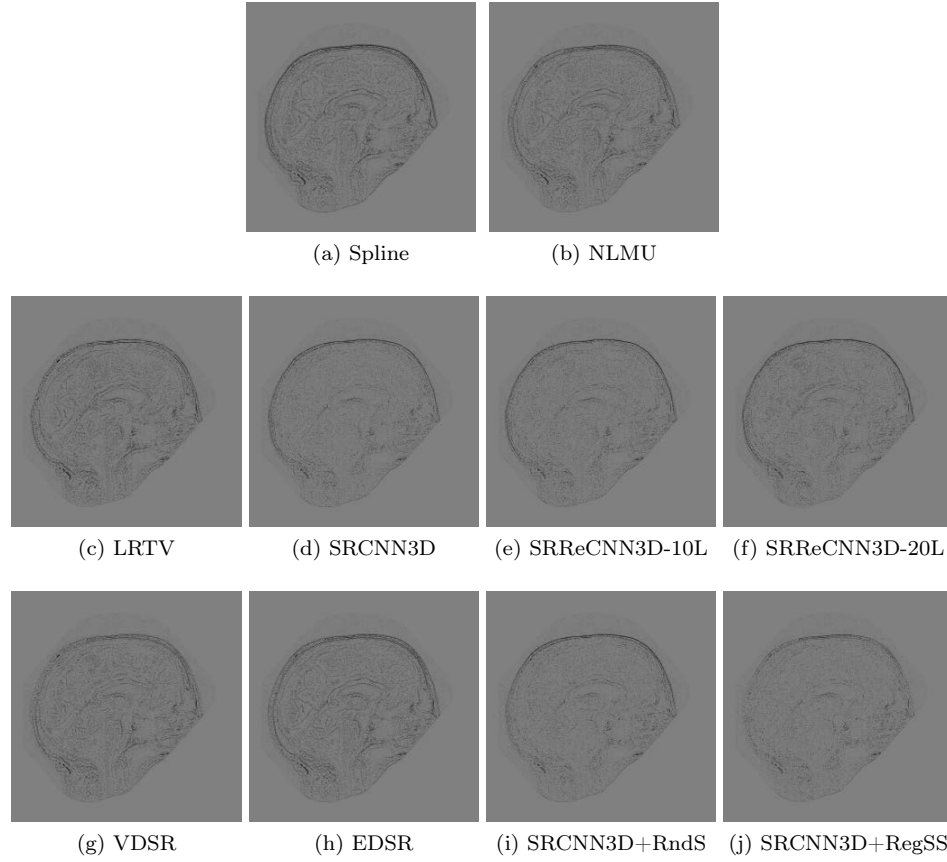 (a) Spline (b) NLMU
(c) LRTV (d) SRCNN3D (e) SRReCNN3D-10L (f) SRReCNN3D-20L
(g) VDSR (h) EDSR (i) SRCNN3D+RndS (j) SRCNN3D+RegSS